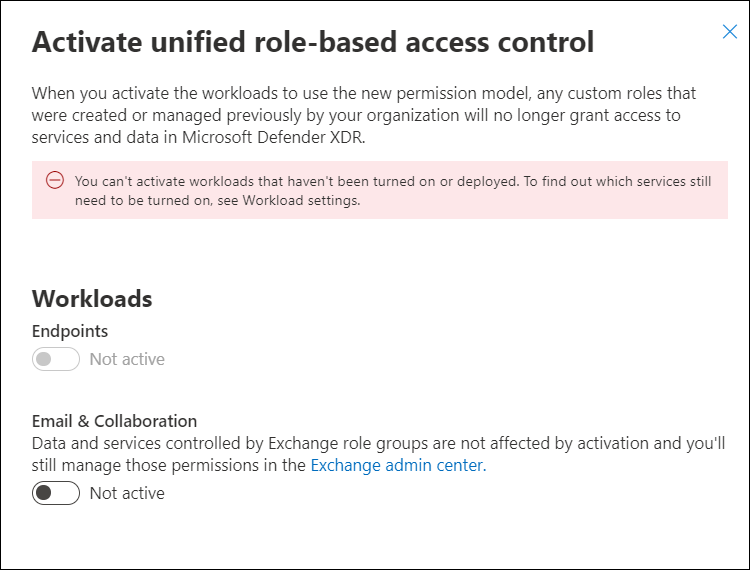 Activate unified role-based access control
When you activate the workloads to use the new permission model, any custom roles that
were created or managed previously by your organization will no longer grant access to
services and data in Microsoft Defender XDR.
You can't activate workloads that haven't been turned on or deployed. To find out which services still
need to be turned on, see Workload settings.
Workloads
Endpoints
Not active
Email & Collaboration
Data and services controlled by Exchange role groups are not affected by activation and you'll
still manage those permissions in the Exchange admin center.
Not active